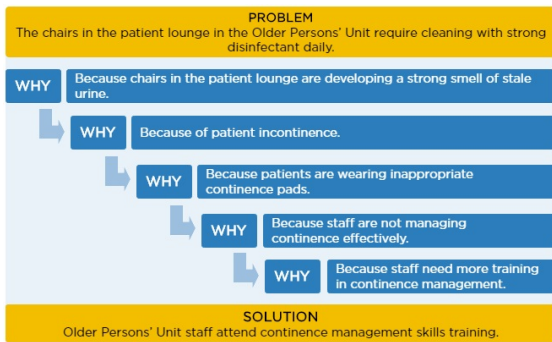 PROBLEM
The chairs in the patient lounge in the Older Persons' Unit require cleaning with strong
disinfectant daily.
WHY
Because chairs in the patient lounge are developing a strong smell of stale
urine.
WHY
Because of patient incontinence.
WHY
Because patients are wearing inappropriate
continence pads.
WHY
Because staff are not managing
continence effectively.
WHY
Because staff need more training
in continence management.
SOLUTION
Older Persons' Unit staff attend continence management skills training.